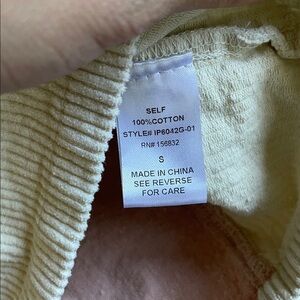 SELF
100%COTTON
STYLE# IP6042G-01
RN# 156832
S
MADE IN CHINA
SEE REVERSE
FOR CARE